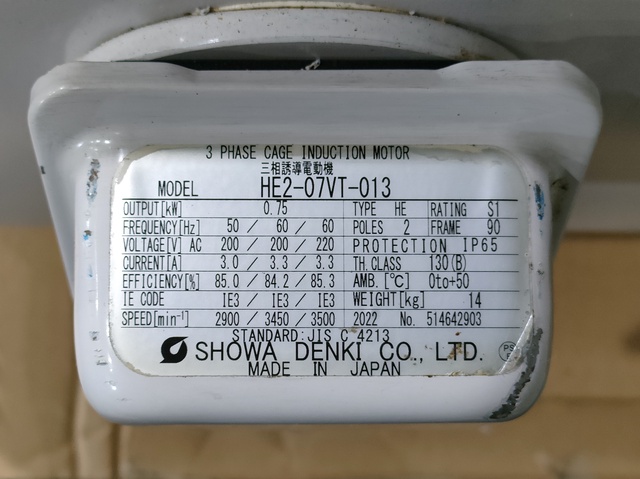 3 PHASE CAGE INDUCTION MOTOR
三相誘導電動機
MODEL HE2-07VT-013
OUTPUT[kW] 0.75 TYPE HE RATING S1
FREQUENCY[Hz] 50 / 60 / 60 POLES 2 FRAME 90
VOLTAGE[V] AC 200 / 200 / 220 PROTECTION IP65
CURRENT[A] 3.0 / 3.3 / 3.3 TH.CLASS 130(B)
EFFICIENCY[%] 85.0 / 84.2 / 85.3 AMB.[℃] 0to+50
IE CODE IE3 / IE3 / IE3 WEIGHT[kg] 14
SPEED[min⁻¹] 2900 / 3450 / 3500 2022 No. 514642903
STANDARD:JIS C 4213
SHOWA DENKI CO., LTD.
MADE IN JAPAN